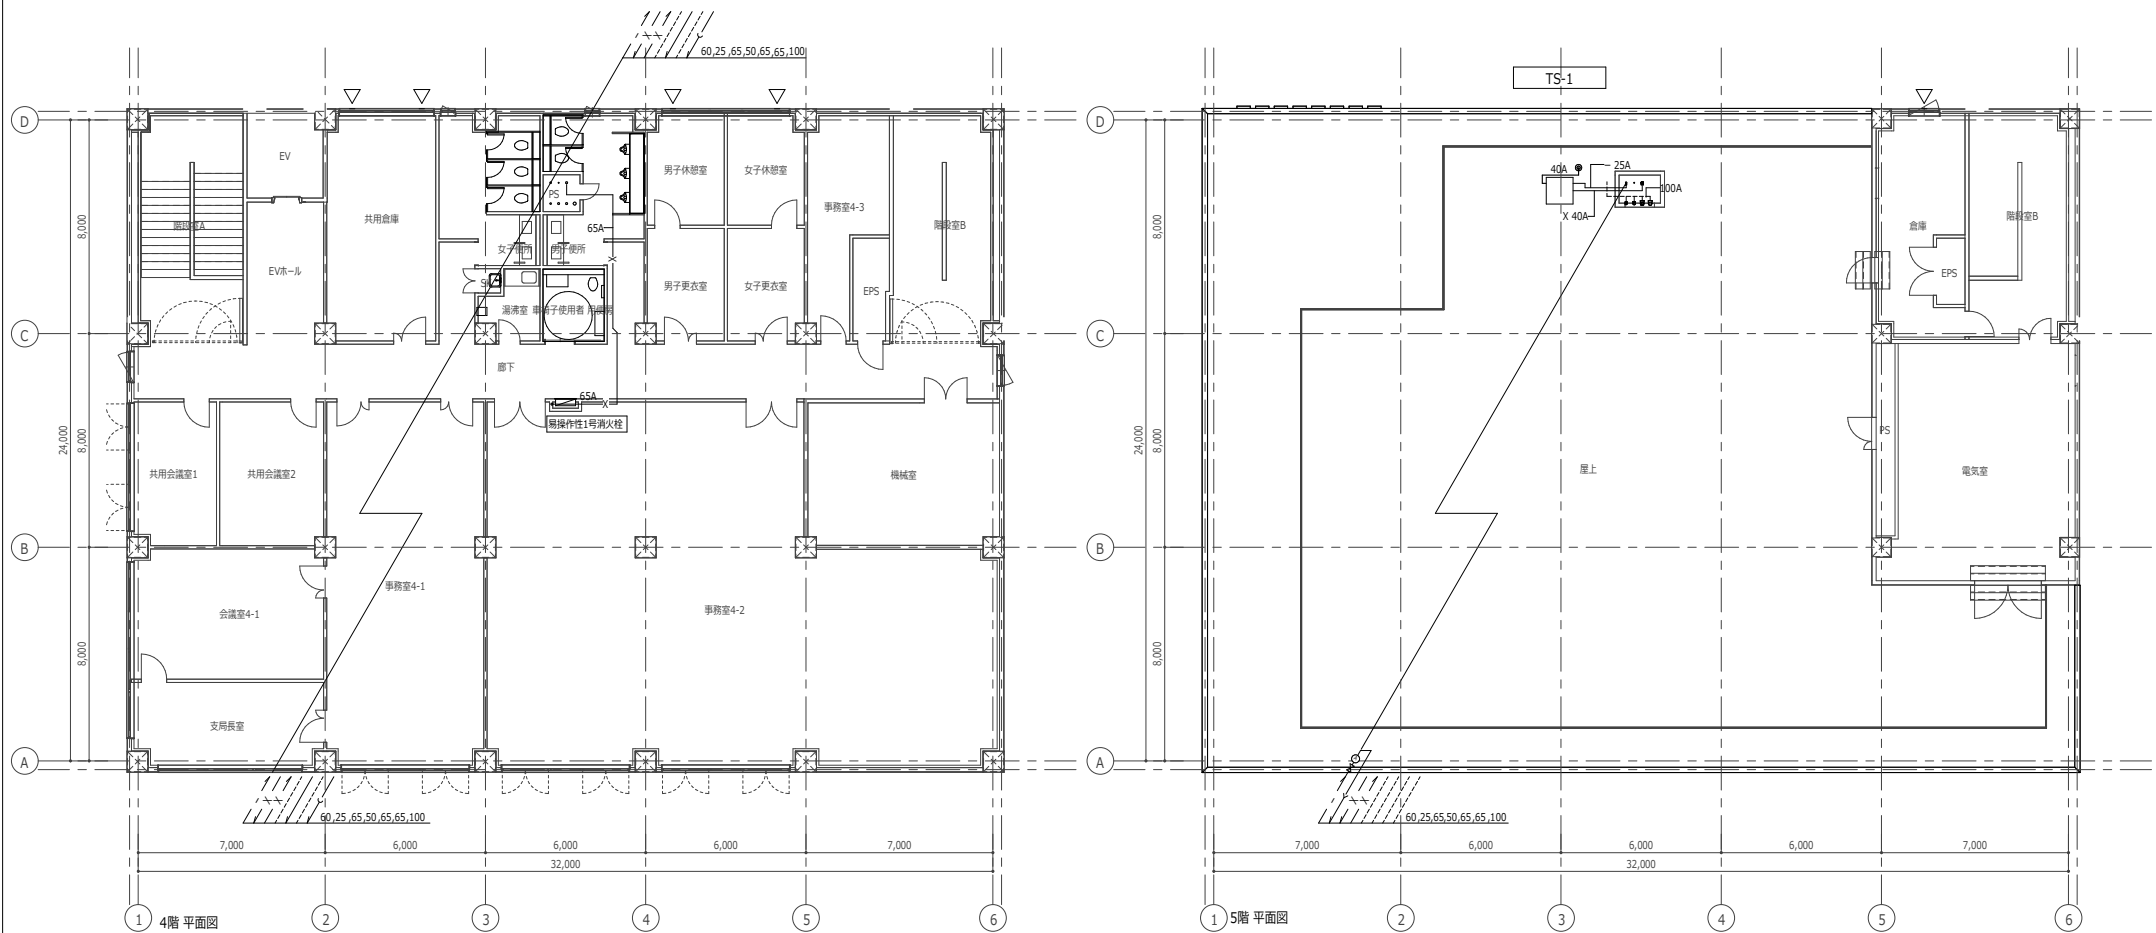 60,25 ,65,50,65,65,100
D
EV
共用倉庫
PS
男子休憩室
女子休憩室
事務室4-3
階段室A
階段室B
65A
女子便所
男子便所
8,000
EVホール
SK
男子更衣室
女子更衣室
EPS
湯沸室
車椅子使用者
用便房
C
廊下
65A
X
易操作性1号消火栓
24,000
8,000
共用会議室1
共用会議室2
機械室
B
事務室4-1
事務室4-2
会議室4-1
8,000
支局長室
A
60,25 ,65,50,65,65,100
7,000
6,000
6,000
6,000
7,000
32,000
1
2
3
4
5
6
4階 平面図
TS-1
D
40A
25A
100A
X 40A
階段室B
倉庫
8,000
EPS
C
24,000
8,000
PS
屋上
電気室
B
8,000
A
60,25,65,50,65,65,100
7,000
6,000
6,000
6,000
7,000
32,000
1
2
3
4
5
6
5階 平面図